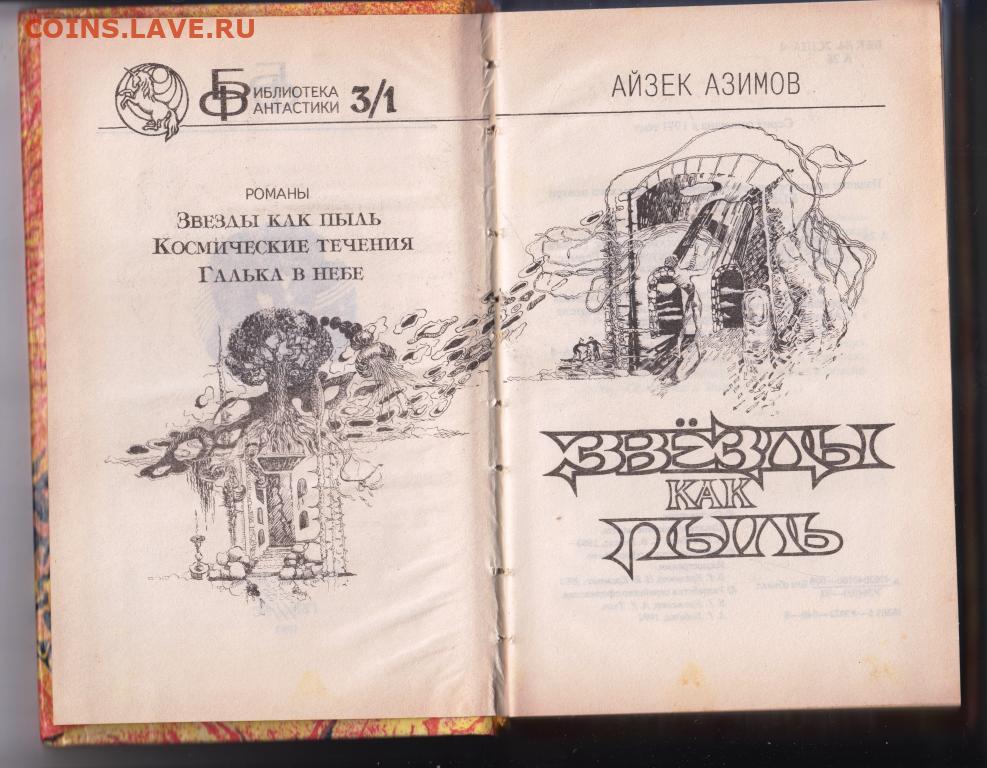 COINS.LAVE.RU
БИБЛИОТЕКА
ФАНТАСТИКИ 3/1
РОМАНЫ
ЗВЕЗДЫ КАК ПЫЛЬ
КОСМИЧЕСКИЕ ТЕЧЕНИЯ
ГАЛЬКА В НЕБЕ
АЙЗЕК АЗИМОВ
ЗВЁЗДЫ
КАК
ПЫЛЬ